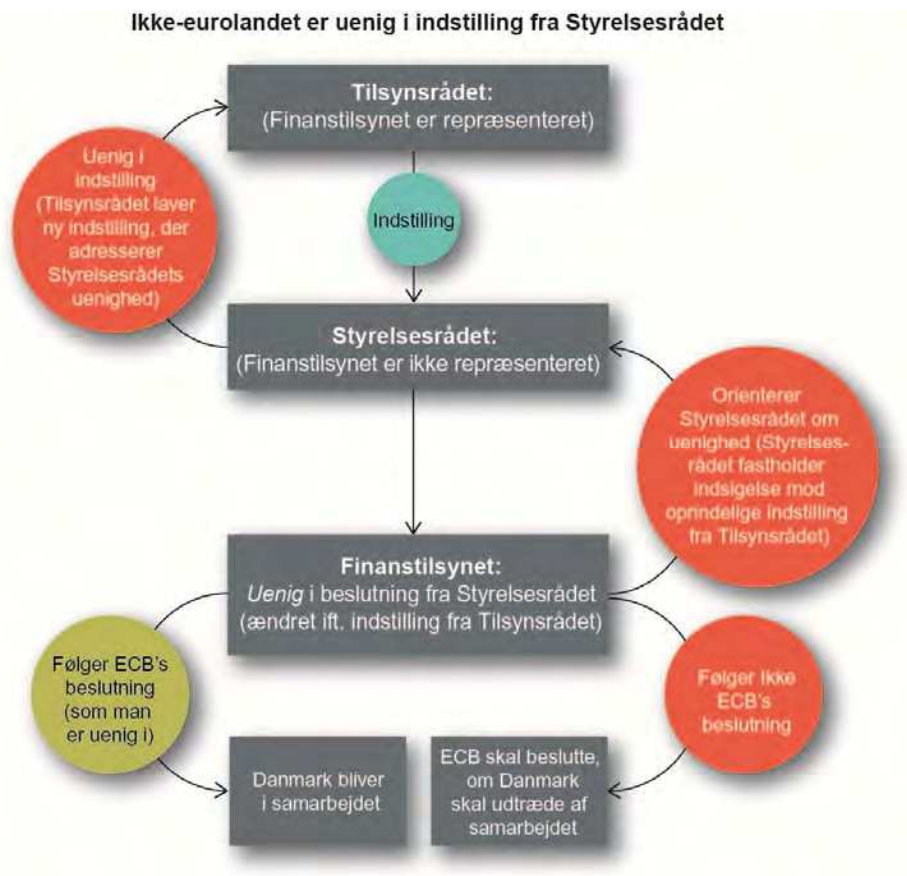 Ikke-eurolandet er uenig i indstilling fra Styrelsesrådet
Tilsynsrådet:
(Finanstilsynet er repræsenteret)
Uenig i
indstilling
(Tilsynsrådet laver
ny indstilling, der
adresserer
Styrelsesrådets
uenighed)
Indstilling
Styrelsesrådet:
(Finanstilsynet er ikke repræsenteret)
Orienterer
Styrelsesrådet om
uenighed (Styrelses-
rådet fastholder
indsigelse mod
oprindelige indstilling
fra Tilsynsrådet)
Finanstilsynet:
Uenig i beslutning fra Styrelsesrådet
(ændret ift. indstilling fra Tilsynsrådet)
Følger ECB's
beslutning
(som man
er uenig i)
Følger Ikke
ECB's
beslutning
Danmark bliver
i samarbejdet
ECB skal beslutte,
om Danmark
skal udtræde af
samarbejdet